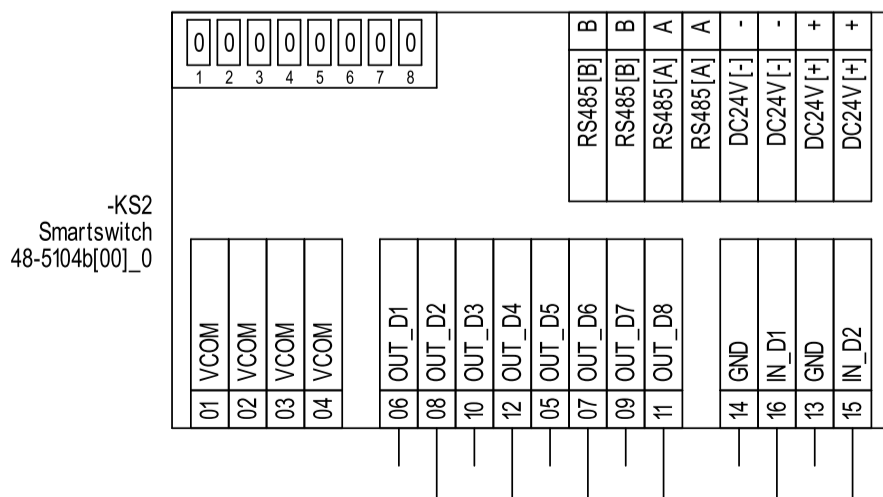 0 0 0 0 0 0 0 0
1 2 3 4 5 6 7 8
B B A A - - + +
RS485[B] RS485[B] RS485[A] RS485[A] DC24V[-] DC24V[-] DC24V[+] DC24V[+]
-KS2
Smartswitch
48-5104b[00]_0
VCOM VCOM VCOM VCOM OUT_D1 OUT_D2 OUT_D3 OUT_D4 OUT_D5 OUT_D6 OUT_D7 OUT_D8 GND IN_D1 GND IN_D2
01 02 03 04 06 08 10 12 05 07 09 11 14 16 13 15